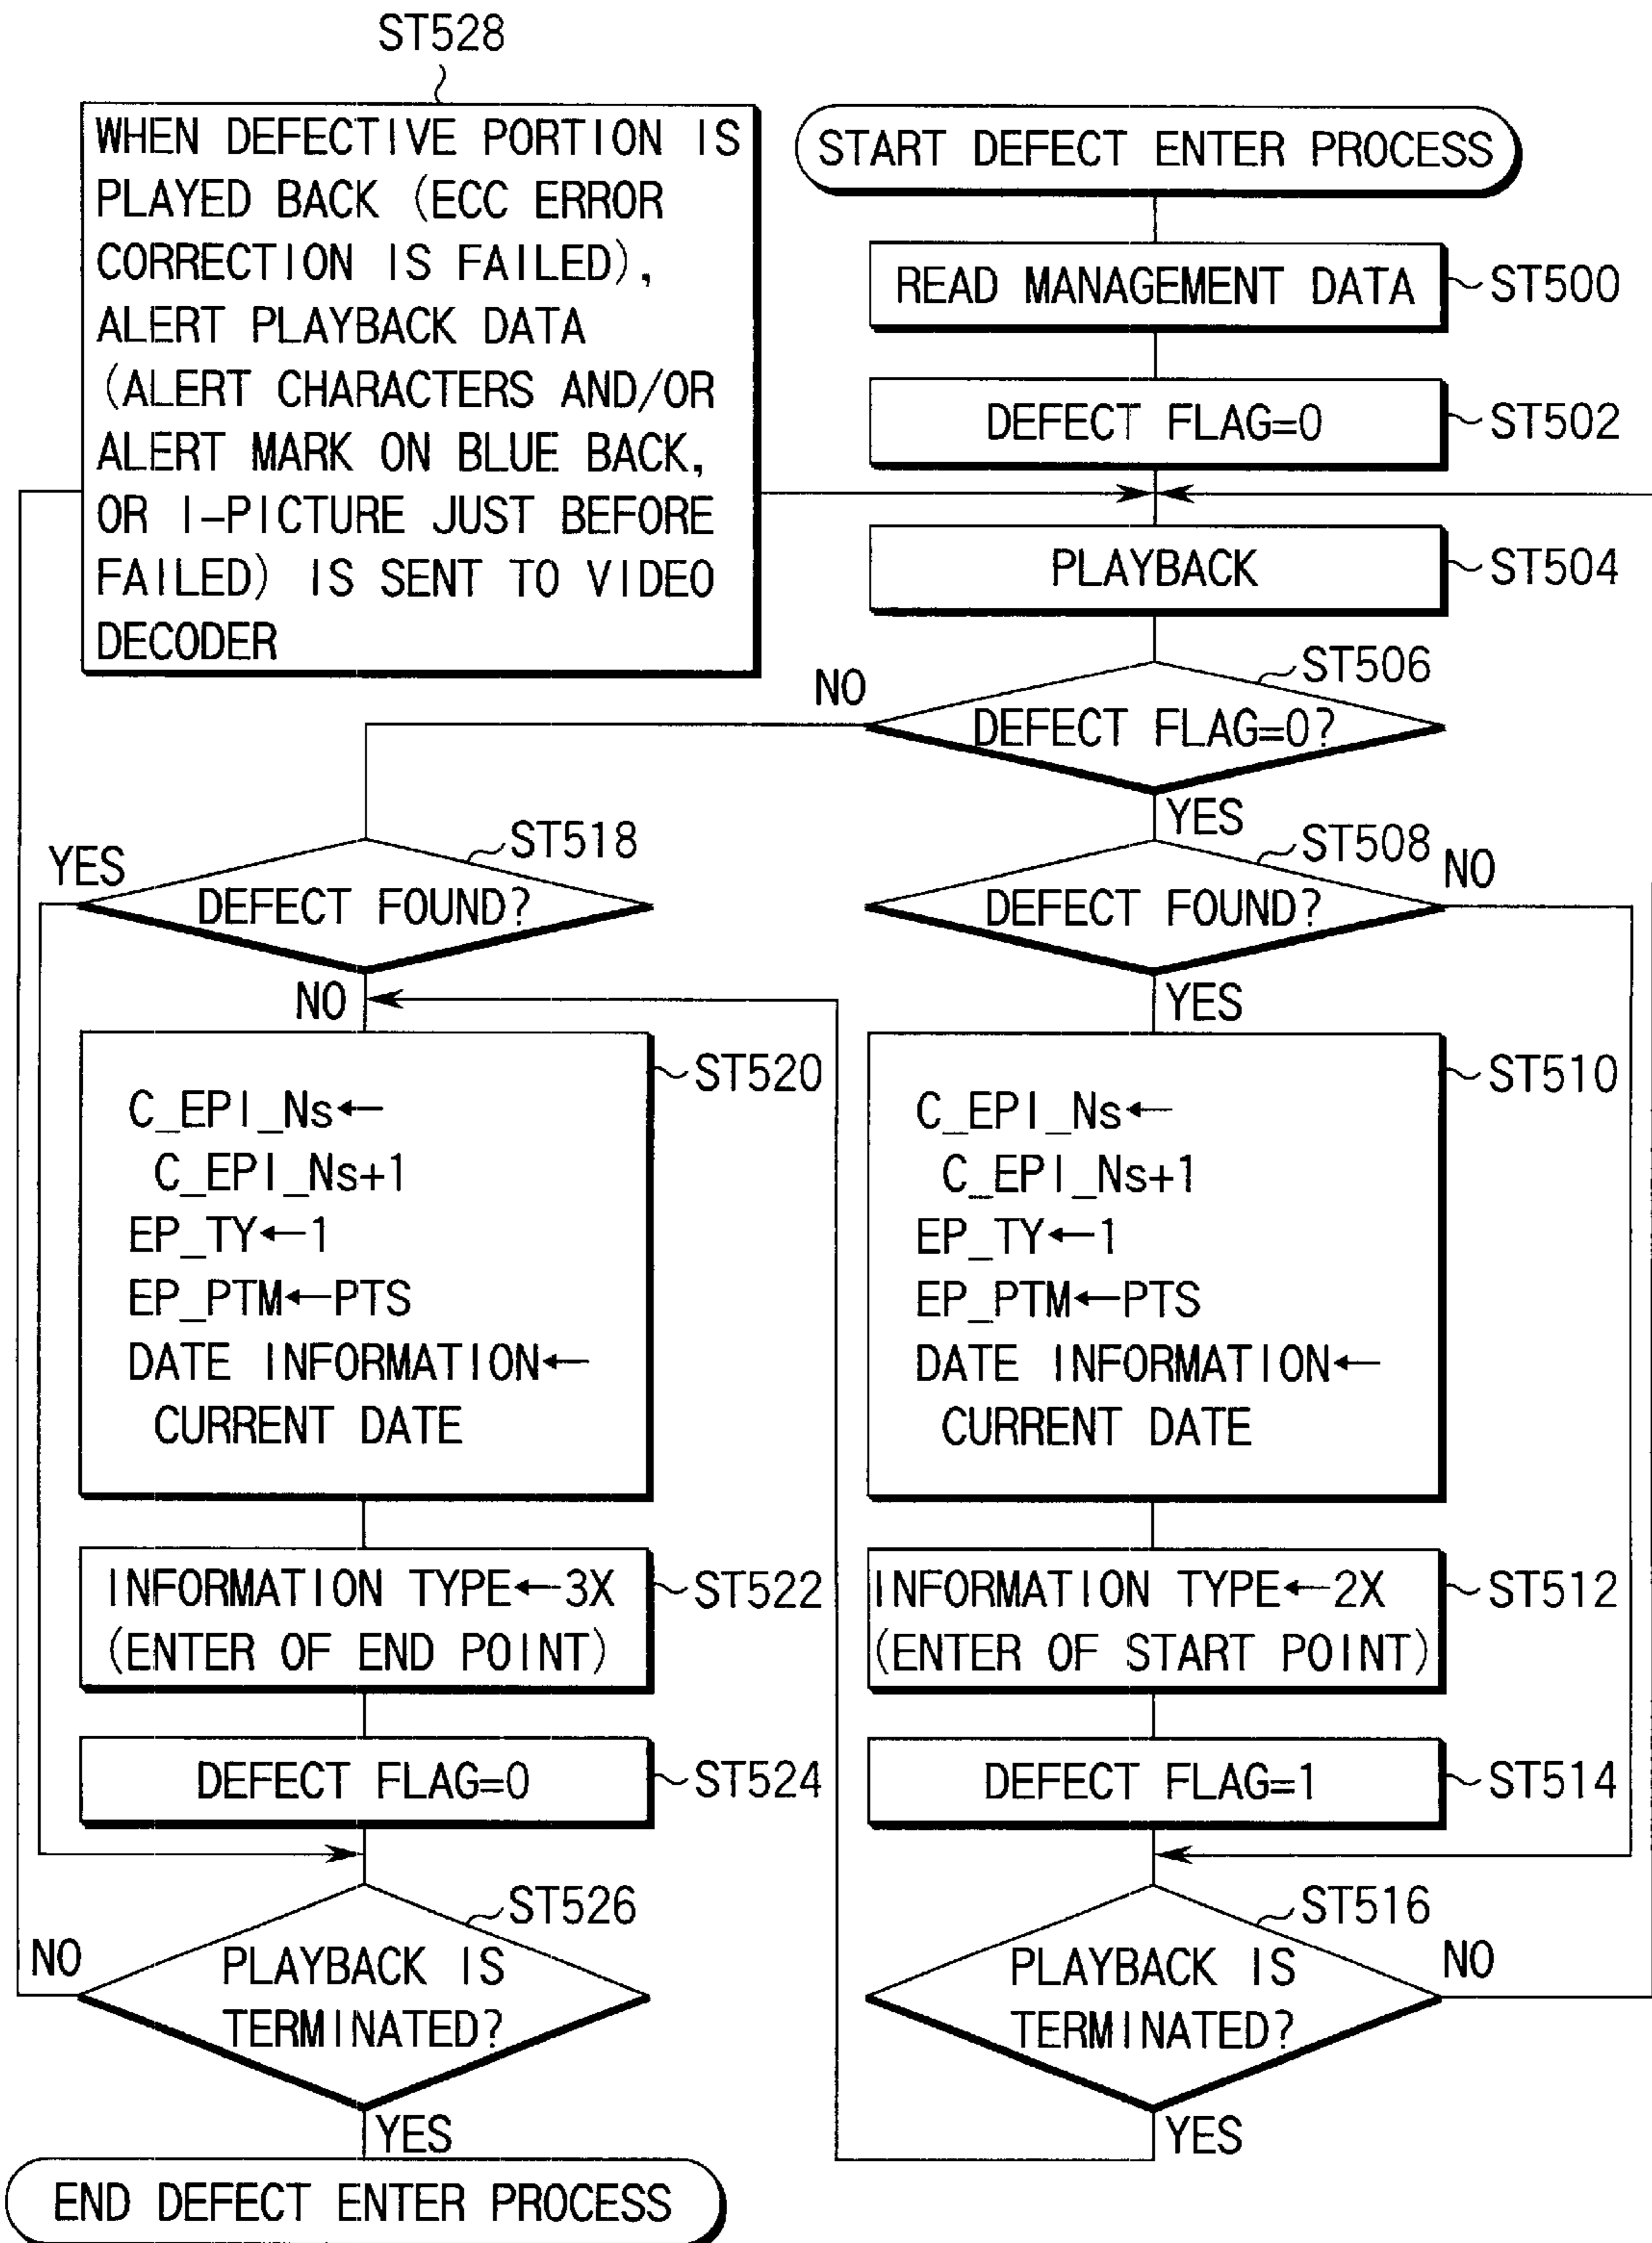 ST528
WHEN DEFECTIVE PORTION IS
PLAYED BACK (ECC ERROR
CORRECTION IS FAILED),
ALERT PLAYBACK DATA
(ALERT CHARACTERS AND/OR
ALERT MARK ON BLUE BACK,
OR I-PICTURE JUST BEFORE
FAILED) IS SENT TO VIDEO
DECODER
START DEFECT ENTER PROCESS
READ MANAGEMENT DATA
ST500
DEFECT FLAG=0
ST502
PLAYBACK
ST504
ST506
NO
DEFECT FLAG=0?
YES
ST518
YES
DEFECT FOUND?
NO
ST508
NO
DEFECT FOUND?
YES
ST520
C_EPI_Ns←
C_EPI_Ns+1
EP_TY←1
EP_PTM←PTS
DATE INFORMATION←
CURRENT DATE
ST510
C_EPI_Ns←
C_EPI_Ns+1
EP_TY←1
EP_PTM←PTS
DATE INFORMATION←
CURRENT DATE
INFORMATION TYPE←3X
(ENTER OF END POINT)
ST522
INFORMATION TYPE←2X
(ENTER OF START POINT)
ST512
DEFECT FLAG=0
ST524
DEFECT FLAG=1
ST514
ST526
NO
PLAYBACK IS
TERMINATED?
YES
ST516
NO
PLAYBACK IS
TERMINATED?
YES
END DEFECT ENTER PROCESS